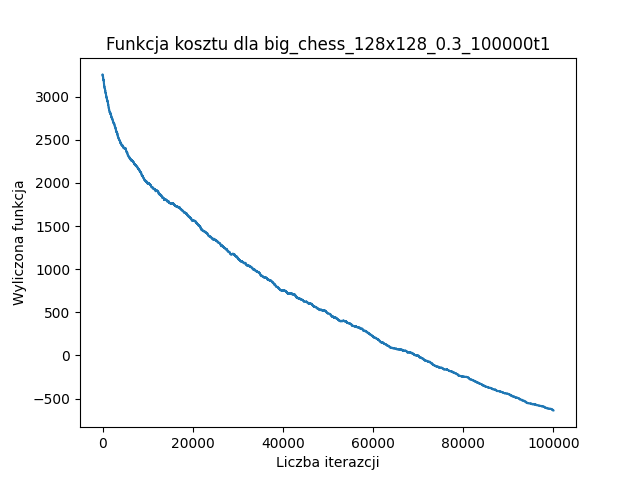 Funkcja kosztu dla big_chess_128x128_0.3_100000t1
3000
2500
2000
1500
1000
500
0
−500
Wyliczona funkcja
0 20000 40000 60000 80000 100000
Liczba iterazcji